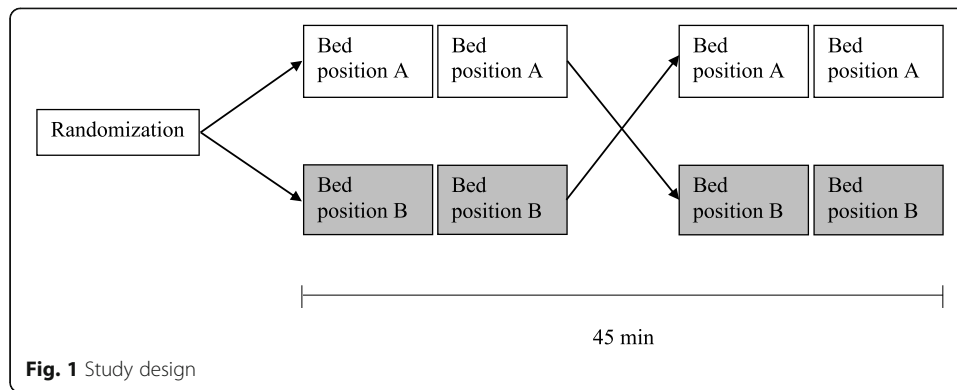 Randomization
Bed
position A
Bed
position A
Bed
position A
Bed
position A
Bed
position B
Bed
position B
Bed
position B
Bed
position B
45 min
Fig. 1 Study design